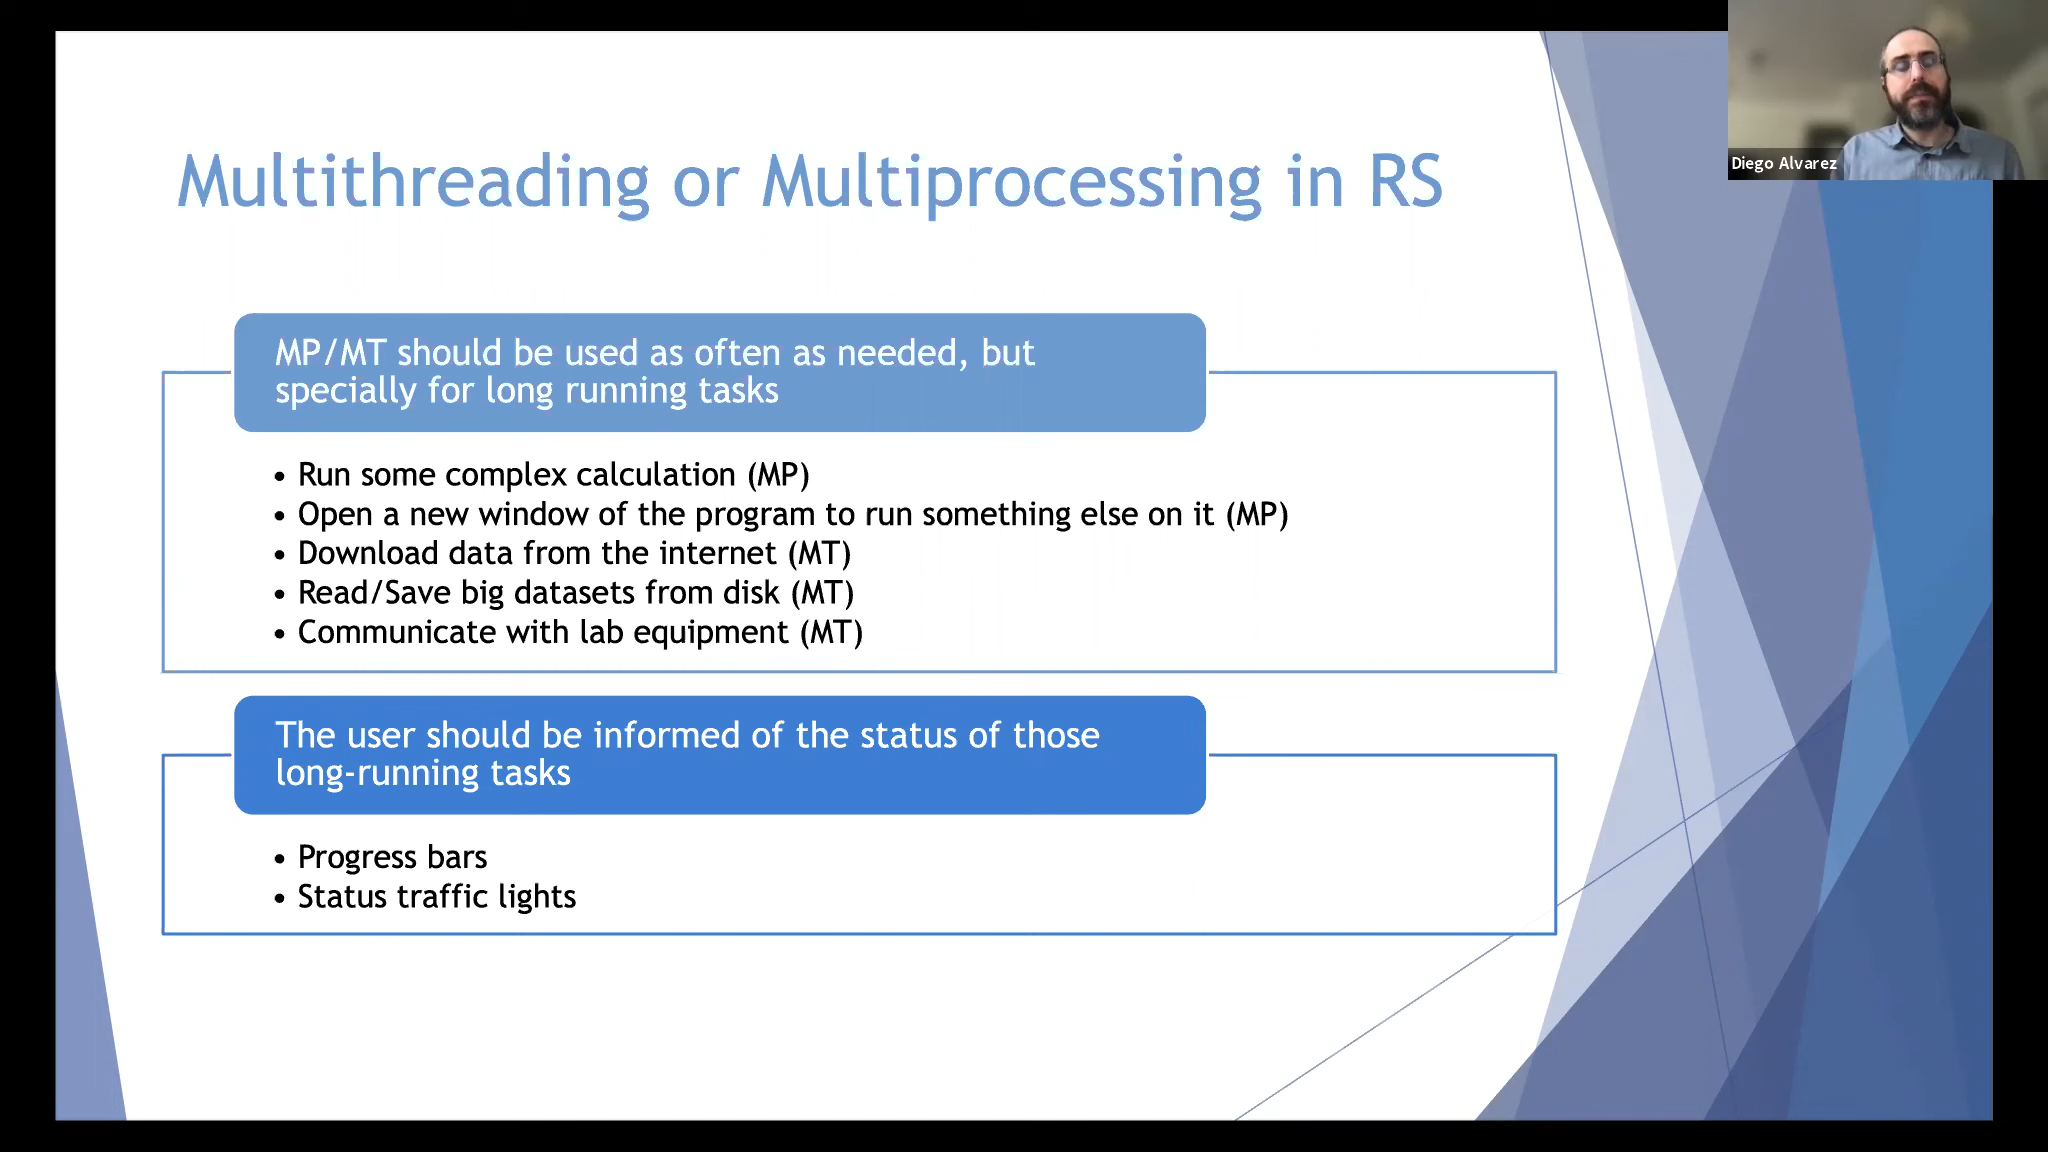 Diego Alvarez
Multithreading or Multiprocessing in RS
MP/MT should be used as often as needed, but
specially for long running tasks
• Run some complex calculation (MP)
• Open a new window of the program to run something else on it (MP)
• Download data from the internet (MT)
• Read/Save big datasets from disk (MT)
• Communicate with lab equipment (MT)
The user should be informed of the status of those
long-running tasks
• Progress bars
• Status traffic lights